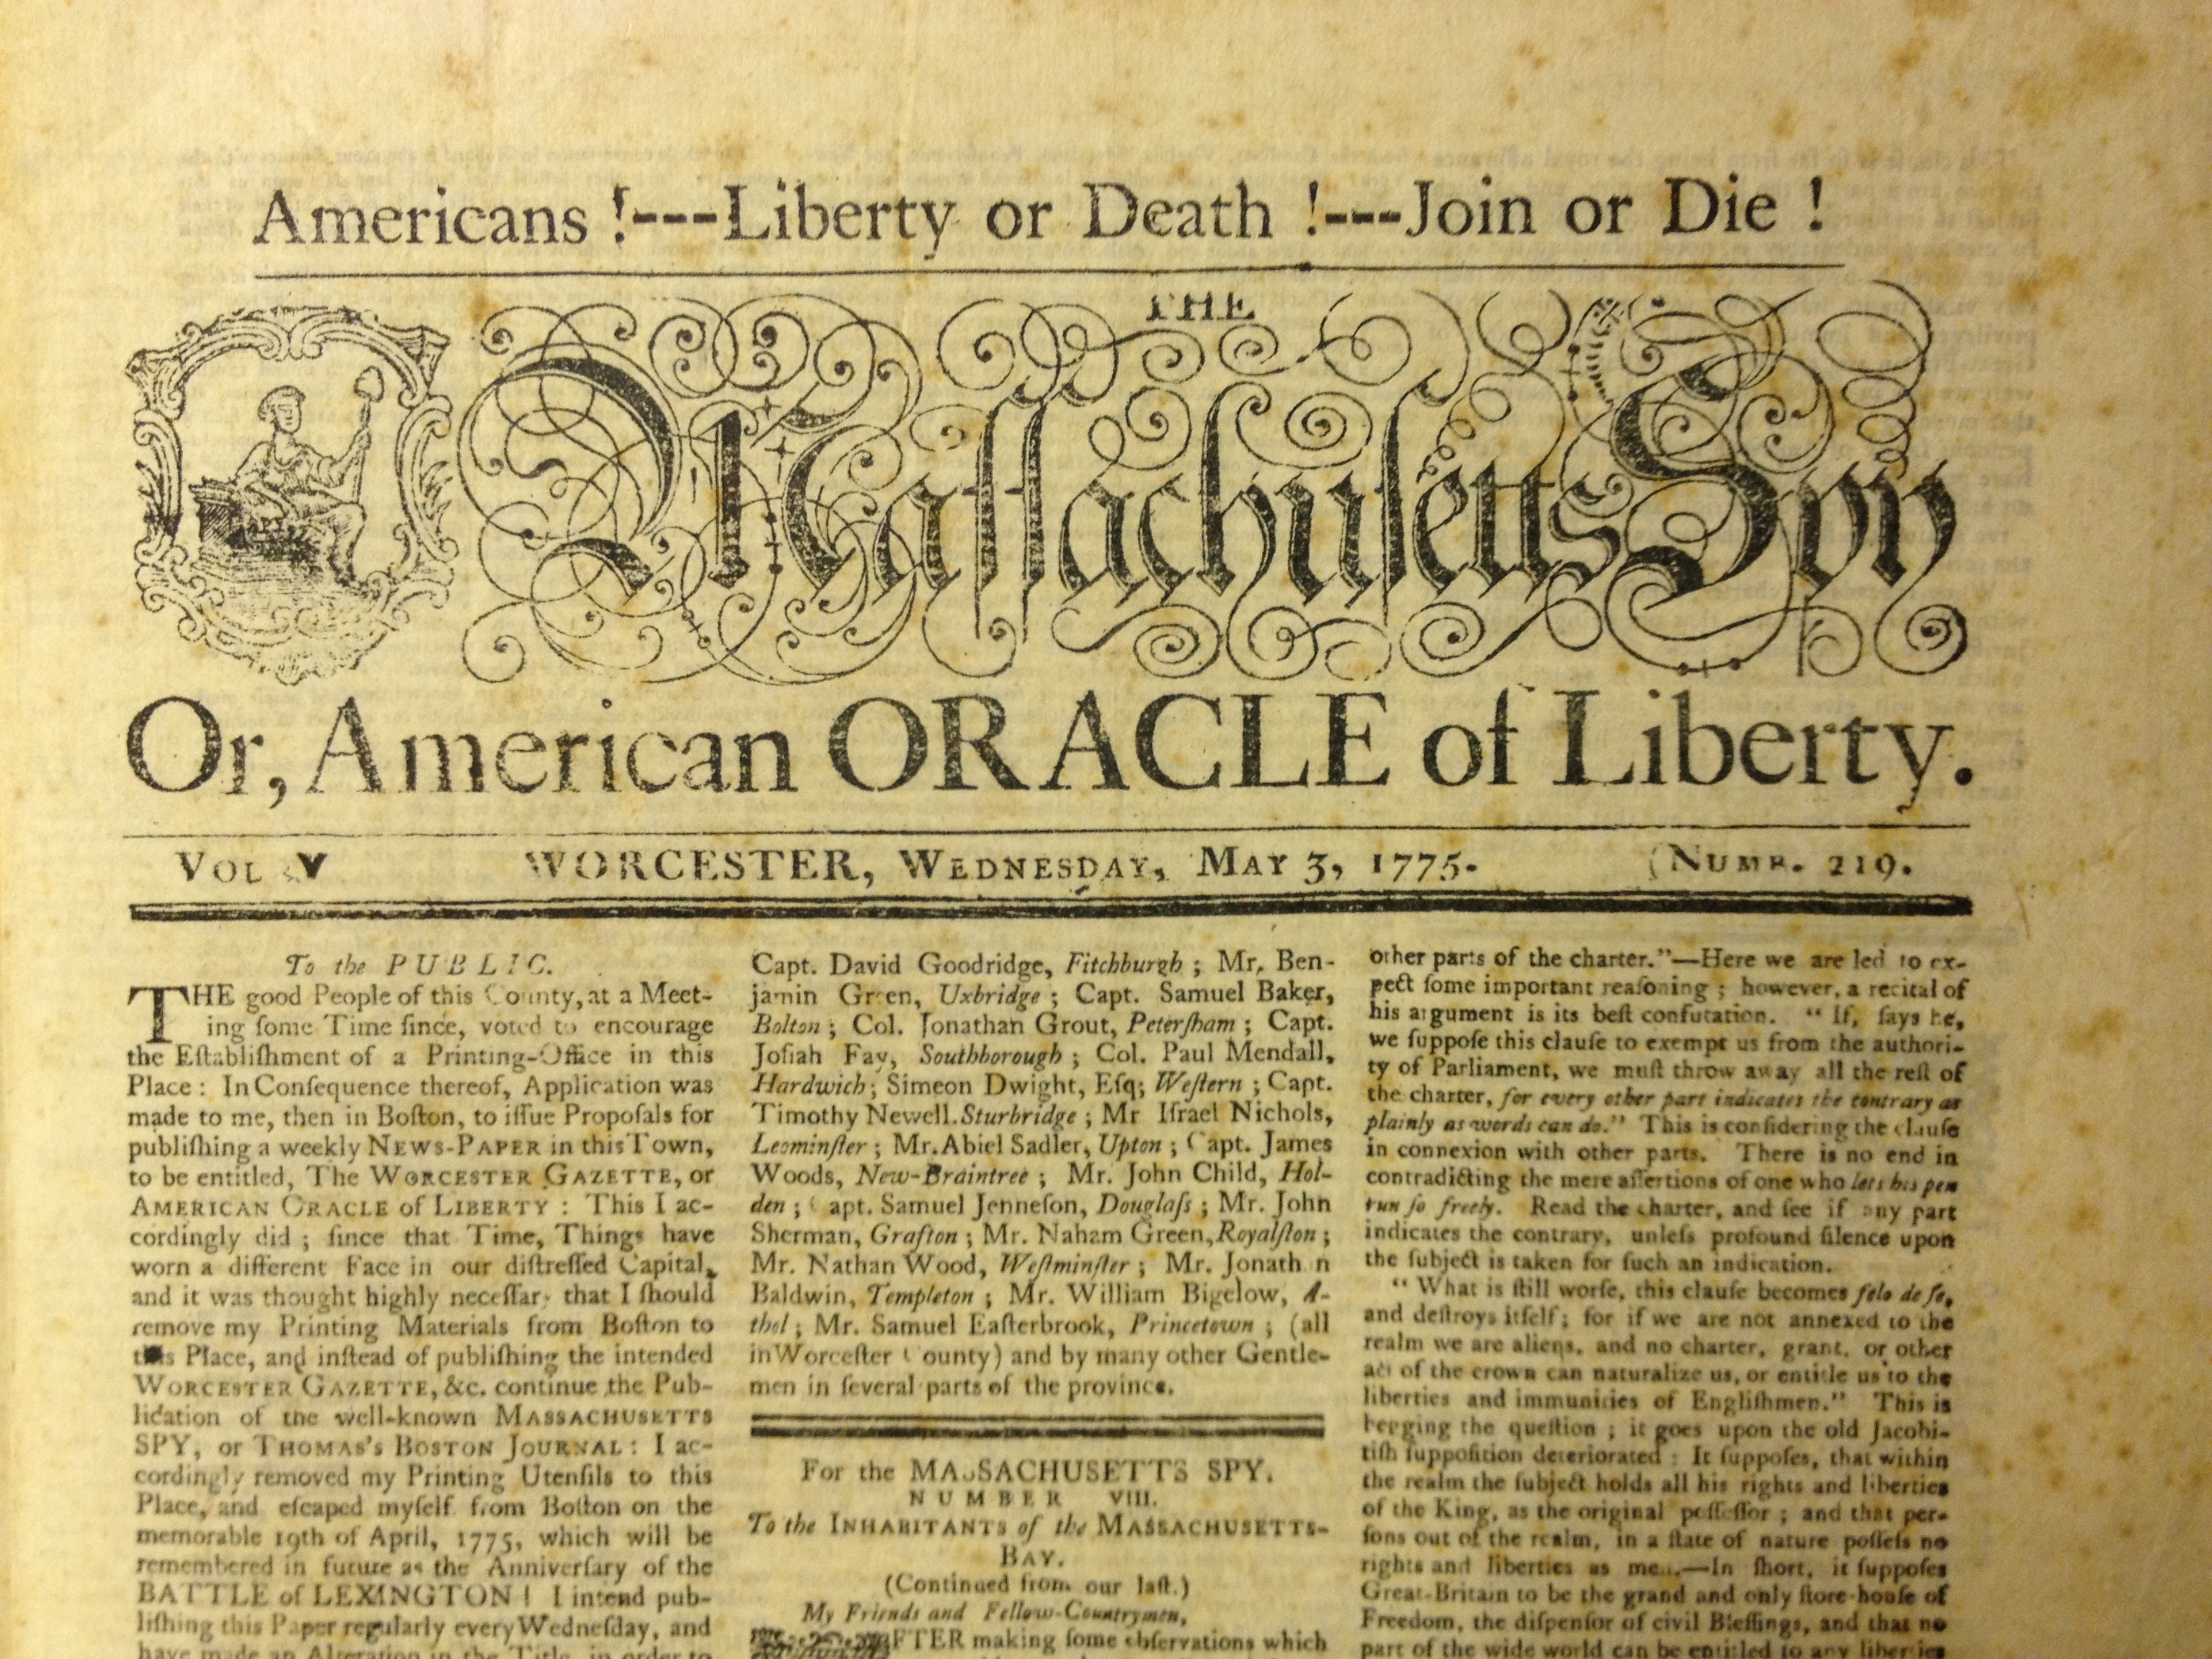 Americans !---Liberty or Death !---Join or Die !
THE
Maſſachuſetts Spy
Or, American ORACLE of Liberty.
VOL V WORCESTER, WEDNESDAY, MAY 3, 1775. (NUMB. 219.
To the PUBLIC.
THE good People of this County, at a Meet-
ing ſome Time ſince, voted to encourage
the Eſtabliſhment of a Printing-Office in this
Place: In Conſequence thereof, Application was
made to me, then in Boſton, to iſſue Propoſals for
publiſhing a weekly NEWS-PAPER in this Town,
to be entitled, The WORCESTER GAZETTE, or
AMERICAN ORACLE of LIBERTY : This I ac-
cordingly did ; ſince that Time, Things have
worn a different Face in our diſtreſſed Capital,
and it was thought highly neceſſary that I ſhould
remove my Printing Materials from Boſton to
this Place, and inſtead of publiſhing the intended
WORCESTER GAZETTE, &c. continue the Pub-
lication of the well-known MASSACHUSETTS
SPY, or THOMAS's BOSTON JOURNAL: I ac-
cordingly removed my Printing Utenſils to this
Place, and eſcaped myſelf from Boſton on the
memorable 19th of April, 1775, which will be
remembered in future as the Anniverſary of the
BATTLE of LEXINGTON! I intend pub-
liſhing this Paper regularly every Wedneſday, and
have made an Alteration in the Title, in order to
Capt. David Goodridge, Fitchburgh ; Mr. Ben-
jamin Green, Uxbridge ; Capt. Samuel Baker,
Bolton ; Col. Jonathan Grout, Peterſham ; Capt.
Joſiah Fay, Southborough ; Col. Paul Mendall,
Hardwich ; Simeon Dwight, Eſq; Weſtern ; Capt.
Timothy Newell. Sturbridge ; Mr Iſrael Nichols,
Leominſter ; Mr. Abiel Sadler, Upton ; Capt. James
Woods, New-Braintree ; Mr. John Child, Hol-
den ; Capt. Samuel Jenneſon, Douglaſs ; Mr. John
Sherman, Grafton ; Mr. Naham Green, Royalſton ;
Mr. Nathan Wood, Weſtminſter ; Mr. Jonath n
Baldwin, Templeton ; Mr. William Bigelow, A-
thol ; Mr. Samuel Eaſterbrook, Princetown ; (all
in Worceſter County) and by many other Gentle-
men in ſeveral parts of the province.
For the MASSACHUSETTS SPY.
NUMBER VIII.
To the INHABITANTS of the MASSACHUSETTS-
BAY.
(Continued from our laſt.)
My Friends and Fellow-Countrymen,
AFTER making ſome obſervations which
other parts of the charter."—Here we are led to ex-
pect ſome important reaſoning ; however, a recital of
his argument is its beſt confutation. " If, ſays he,
we ſuppoſe this clauſe to exempt us from the authori-
ty of Parliament, we muſt throw away all the reſt of
the charter, for every other part indicates the contrary as
plainly as words can do." This is conſidering the clauſe
in connexion with other parts. There is no end in
contradicting the mere aſſertions of one who lets his pen
run ſo freely. Read the charter, and ſee if any part
indicates the contrary, unleſs profound ſilence upon
the ſubject is taken for ſuch an indication.
" What is ſtill worſe, this clauſe becomes felo de ſe,
and deſtroys itſelf ; for if we are not annexed to the
realm we are aliens, and no charter, grant, or other
act of the crown can naturalize us, or entitle us to the
liberties and immunities of Engliſhmen." This is
begging the queſtion ; it goes upon the old Jacobi-
tiſh ſuppoſition deteriorated : It ſuppoſes, that within
the realm the ſubject holds all his rights and liberties
of the King, as the original poſſeſſor ; and that per-
ſons out of the realm, in a ſtate of nature poſſeſs no
rights and liberties as men.—In ſhort, it ſuppoſes
Great-Britain to be the grand and only ſtore-houſe of
Freedom, the diſpenſor of civil Bleſſings, and that no
part of the wide world can be entitled to any liberties